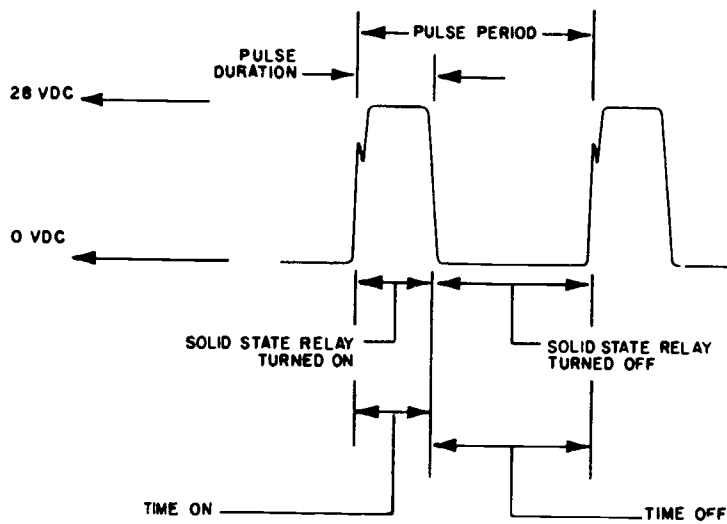 PULSE PERIOD
PULSE
DURATION
28 VDC
0 VDC
SOLID STATE RELAY
TURNED ON
SOLID STATE RELAY
TURNED OFF
TIME ON
TIME OFF